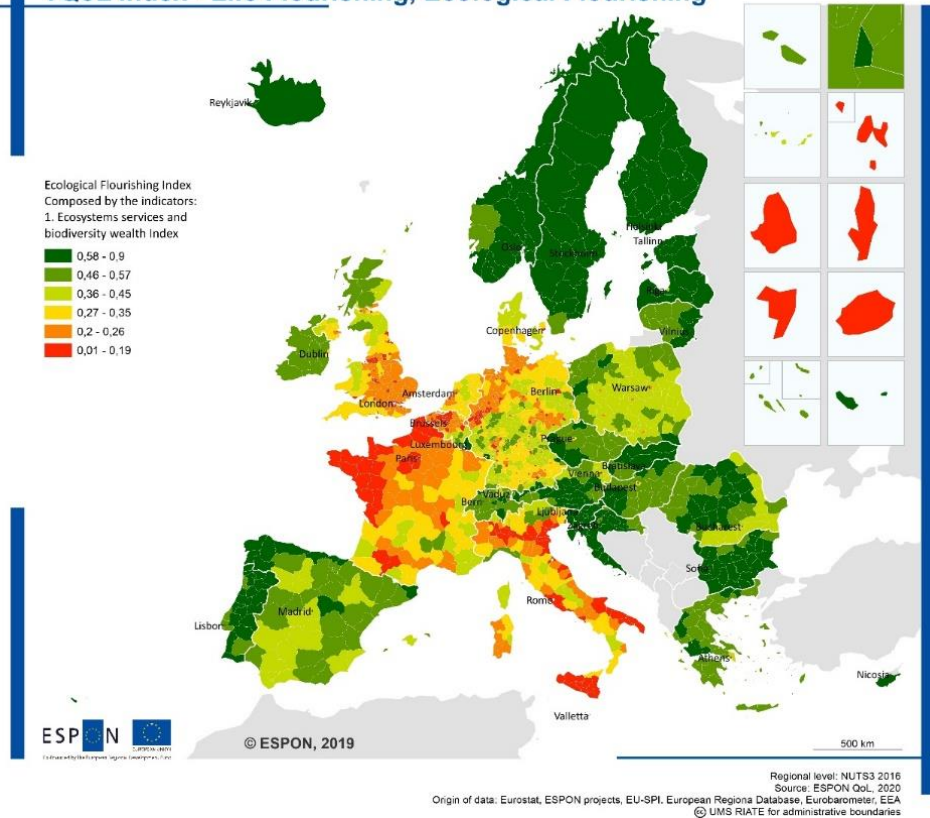 Ecological Flourishing Index
Composed by the indicators:
1. Ecosystems services and
biodiversity wealth Index
0,58 - 0,9
0,46 - 0,57
0,36 - 0,45
0,27 - 0,35
0,2 - 0,26
0,01 - 0,19
Reykjavik
Tallinn
Oslo
Stockholm
Riga
Vilnius
Copenhagen
Dublin
Amsterdam
Berlin
Warsaw
London
Brussels
Luxembourg
Prague
Paris
Bratislava
Vienna
Budapest
Bern
Vaduz
Ljubljana
Bucharest
Sofia
Rome
Madrid
Lisbon
Athens
Nicosia
Valletta
ESPON
EUROPEAN UNION
© ESPON, 2019
500 km
Regional level: NUTS3 2016
Source: ESPON QoL, 2020
Origin of data: Eurostat, ESPON projects, EU-SPI, European Regiona Database, Eurobarometer, EEA
UMS RIATE for administrative boundaries